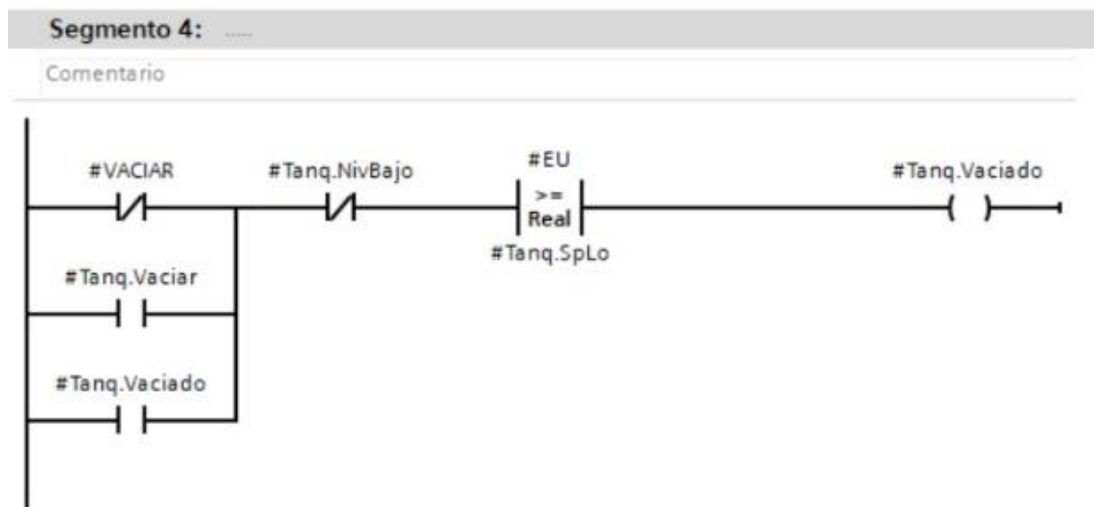 Segmento 4: .....
Comentario
#VACIAR
#Tanq.NivBajo
#EU
>=
Real
#Tanq.SpLo
#Tanq.Vaciado
#Tanq.Vaciar
#Tanq.Vaciado